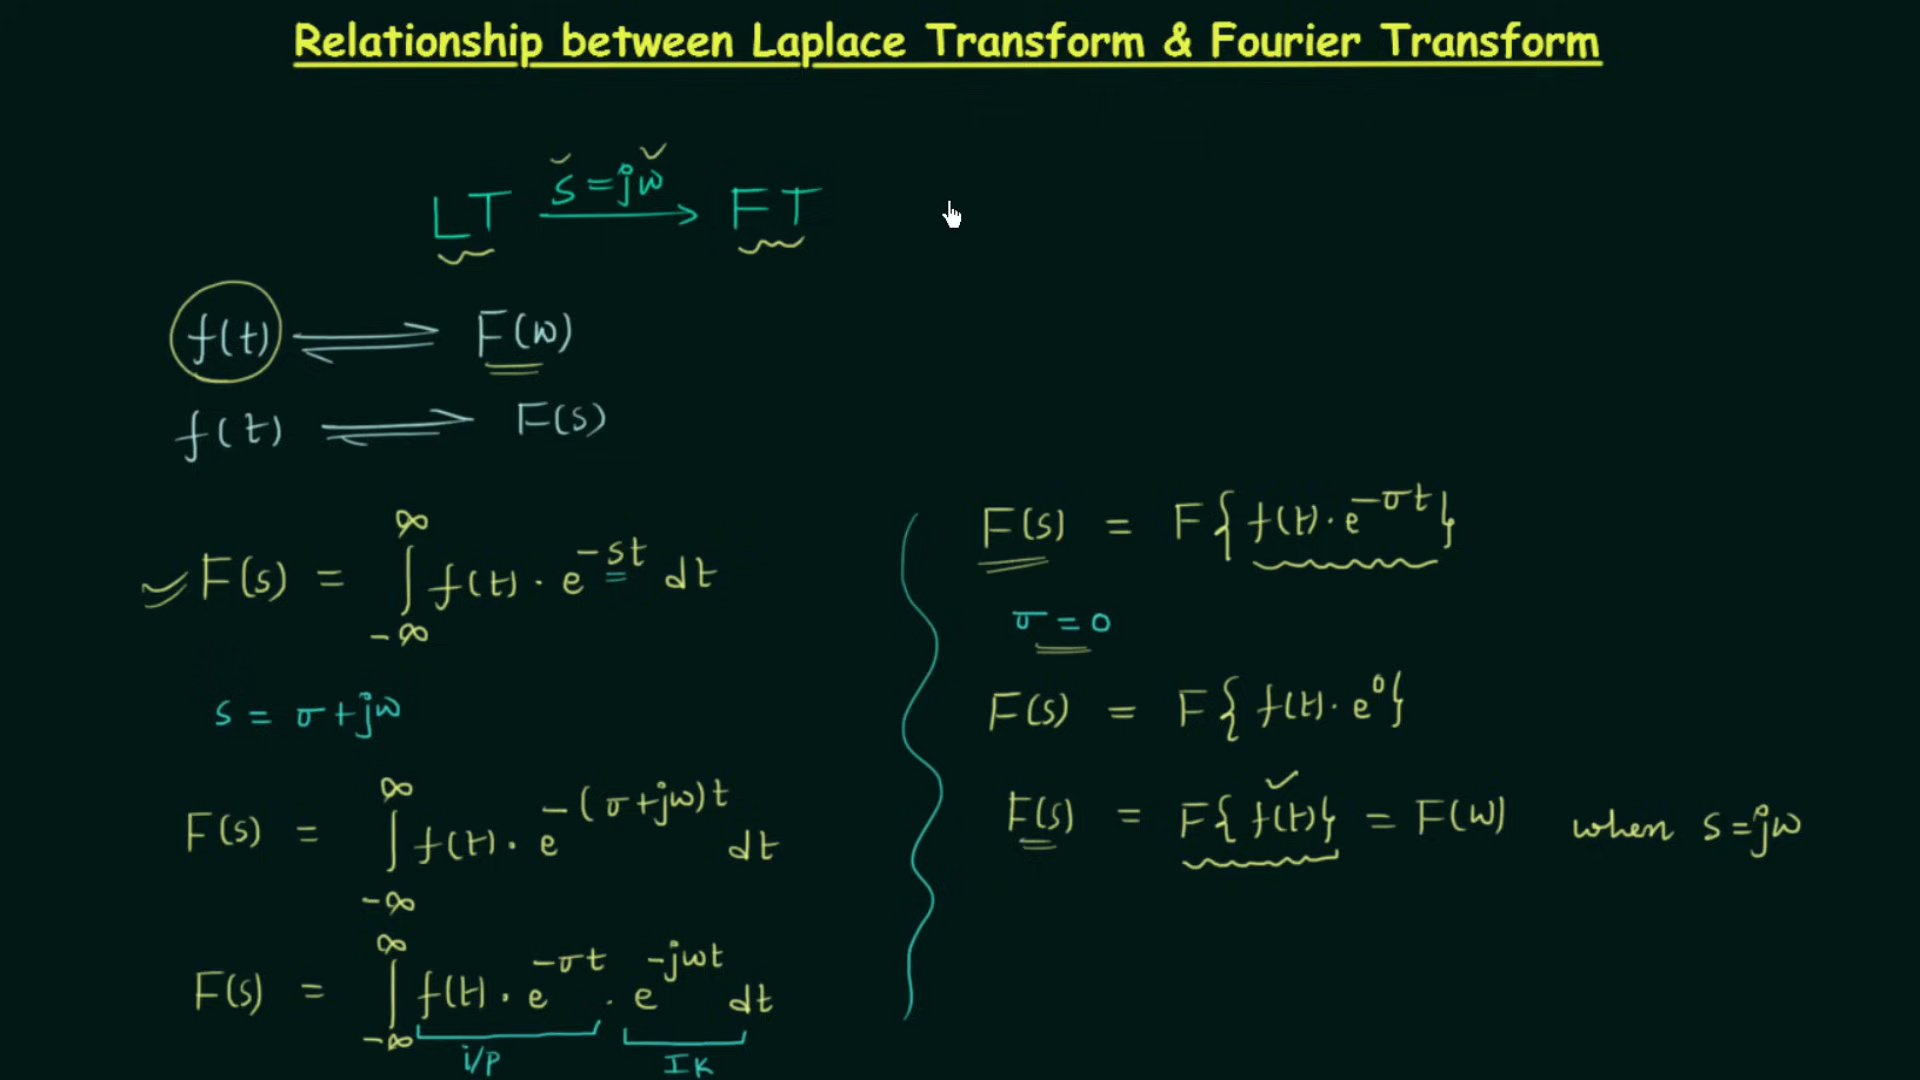 Relationship between Laplace Transform & Fourier Transform
LT s=jω → FT
f(t) ⇌ F(ω)
f(t) ⇌ F(s)
F(s) = ∫_{-∞}^{∞} f(t) · e^{-st} dt
s = σ+jω
F(s) = ∫_{-∞}^{∞} f(t) · e^{-(σ+jω)t} dt
F(s) = ∫_{-∞}^{∞} f(t) · e^{-σt} · e^{-jωt} dt
i/p IK
F(s) = F{f(t) · e^{-σt}}
σ = 0
F(s) = F{f(t) · e^0}
F(s) = F{f(t)} = F(ω) when s=jω